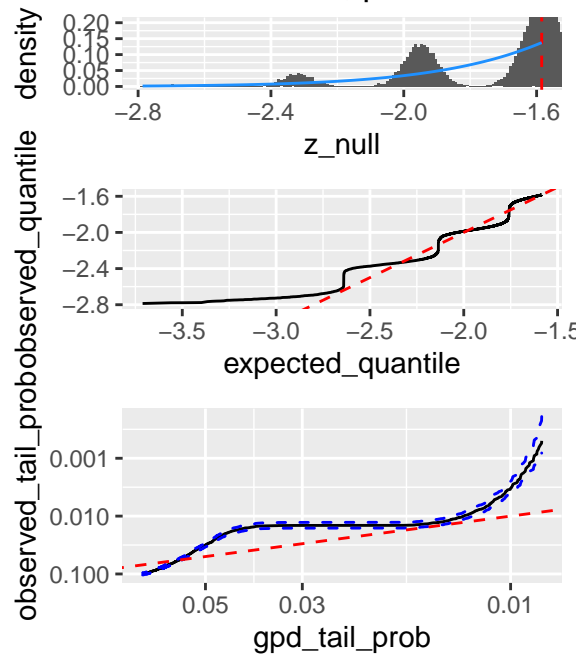 density
0.20
0.15
0.10
0.05
0.00
−2.8 −2.4 −2.0 −1.6
z_null
observed_quantile
−1.6
−2.0
−2.4
−2.8
−3.5 −3.0 −2.5 −2.0 −1.5
expected_quantile
observed_tail_prob
0.001
0.010
0.100
0.05 0.03 0.01
gpd_tail_prob